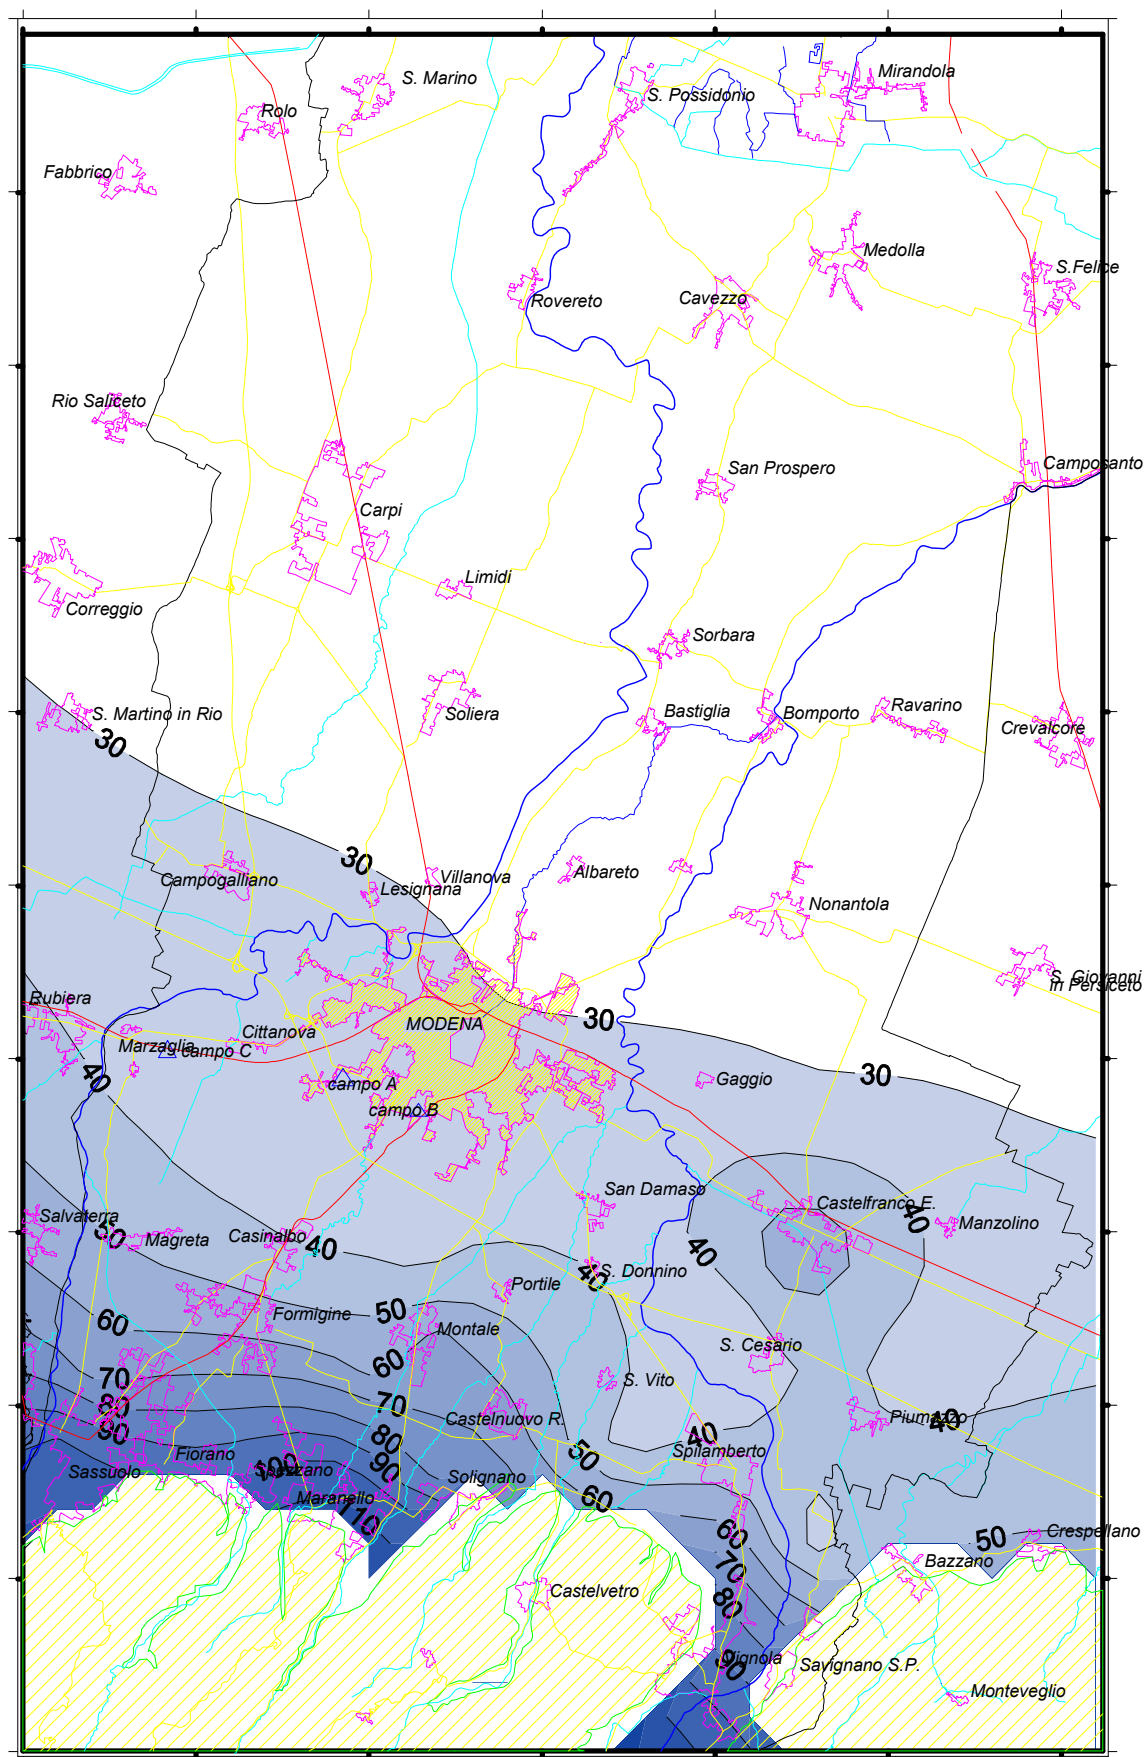 S. Marino
Mirandola
S. Possidonio
Rolo
Fabbrico
Medolla
S.Felice
Rovereto
Cavezzo
Rio Saliceto
San Prospero
Camposanto
Carpi
Limidi
Correggio
Sorbara
S. Martino in Rio
Soliera
Bastiglia
Bomporto
Ravarino
Crevalcore
30
30
Campogalliano
Lesignana
Villanova
Albareto
Nonantola
S. Giovanni
in Persiceto
Rubiera
MODENA
30
Cittanova
Marzaglia
campo C
40
campo A
Gaggio
30
campo B
San Damaso
Castelfranco E.
Salvaterra
Manzolino
40
50
Magreta
Casinalbo
40
40
S. Donnino
40
Portile
50
Formigine
60
Montale
S. Cesario
60
70
S. Vito
80
70
Castelnuovo R.
Piumazzo
40
90
80
40
Spilamberto
Fiorano
50
Sassuolo
100
Spezzano
90
Solignano
Maranello
60
110
60
50
Crespellano
Bazzano
70
Castelvetro
80
Vignola
90
Savignano S.P.
Monteveglio